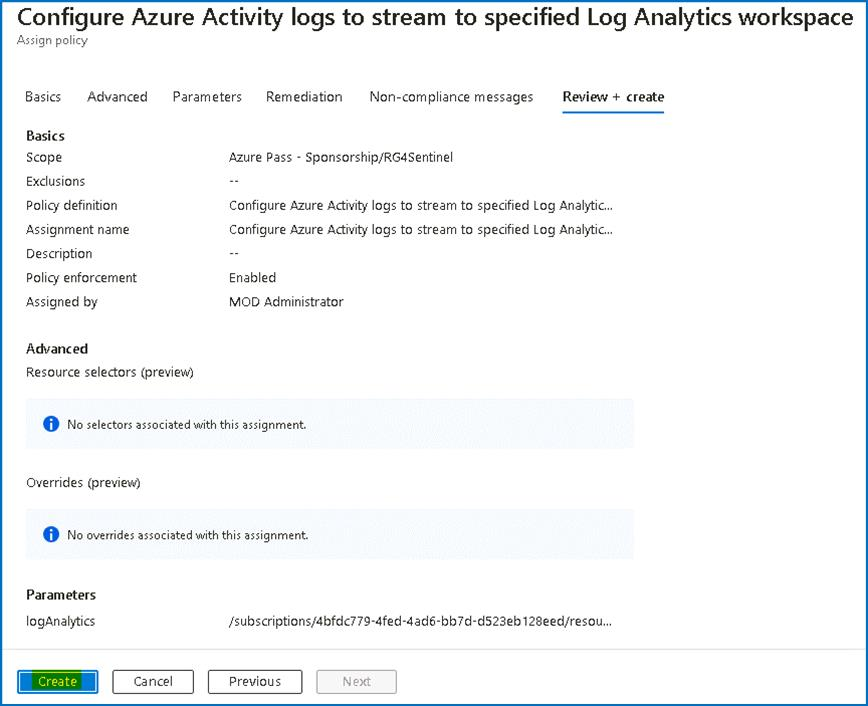 Configure Azure Activity logs to stream to specified Log Analytics workspace
Assign policy
Basics Advanced Parameters Remediation Non-compliance messages Review + create
Basics
Scope Azure Pass - Sponsorship/RG4Sentinel
Exclusions --
Policy definition Configure Azure Activity logs to stream to specified Log Analytic...
Assignment name Configure Azure Activity logs to stream to specified Log Analytic...
Description --
Policy enforcement Enabled
Assigned by MOD Administrator
Advanced
Resource selectors (preview)
No selectors associated with this assignment.
Overrides (preview)
No overrides associated with this assignment.
Parameters
logAnalytics /subscriptions/4bfdc779-4fed-4ad6-bb7d-d523eb128eed/resou...
Create Cancel Previous Next